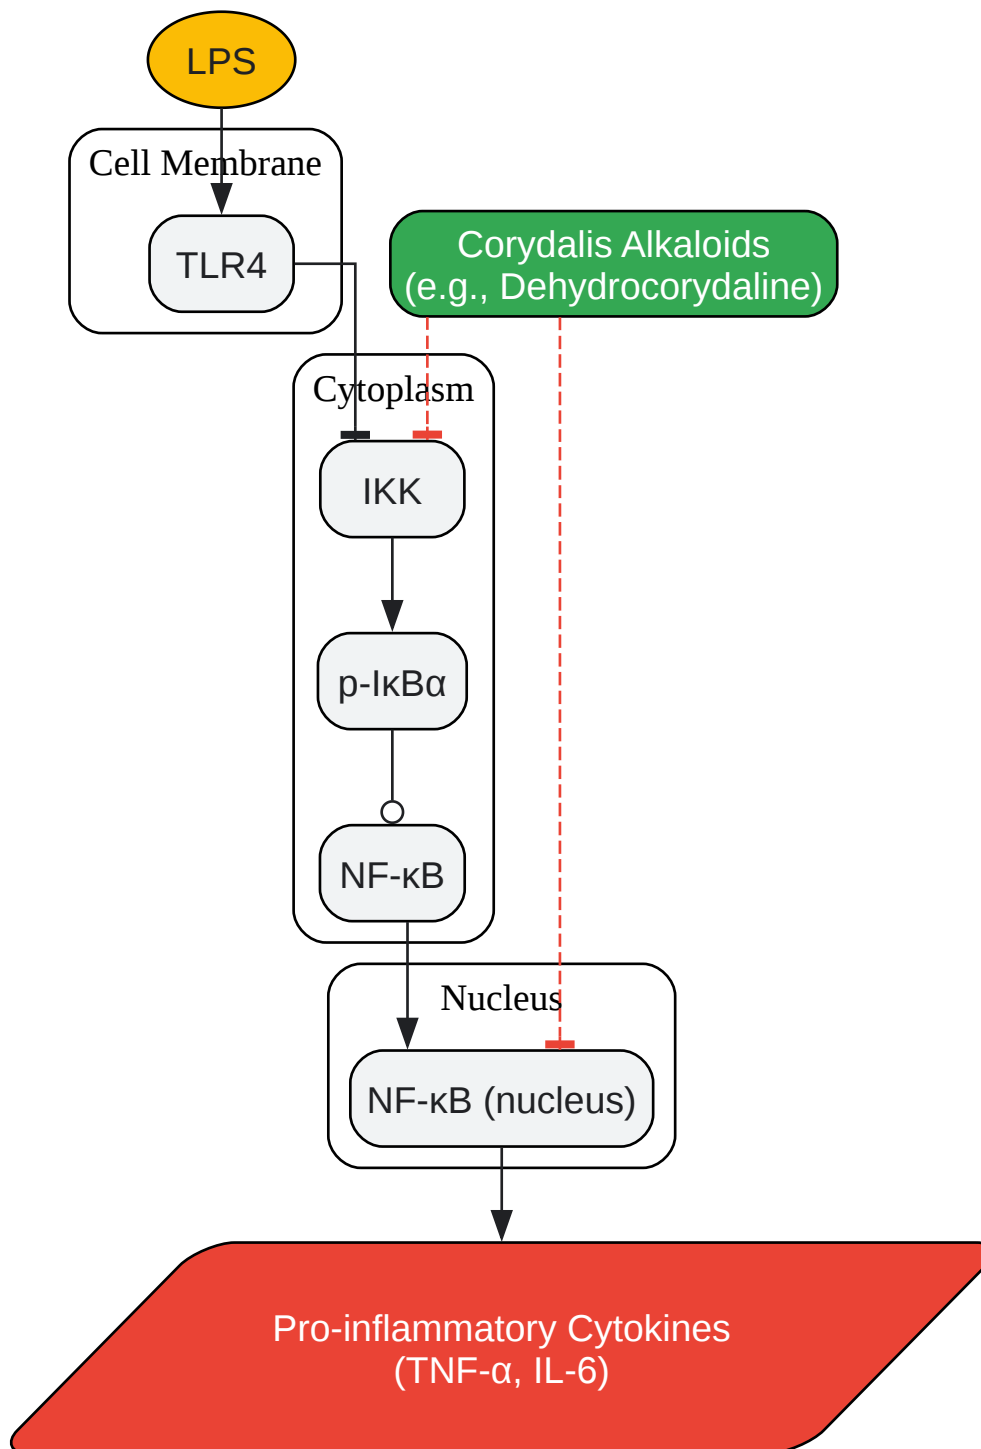 LPS
Cell Membrane
TLR4
Corydalis Alkaloids
(e.g., Dehydrocorydaline)
Cytoplasm
IKK
p-IκBα
NF-κB
Nucleus
NF-κB (nucleus)
Pro-inflammatory Cytokines
(TNF-α, IL-6)